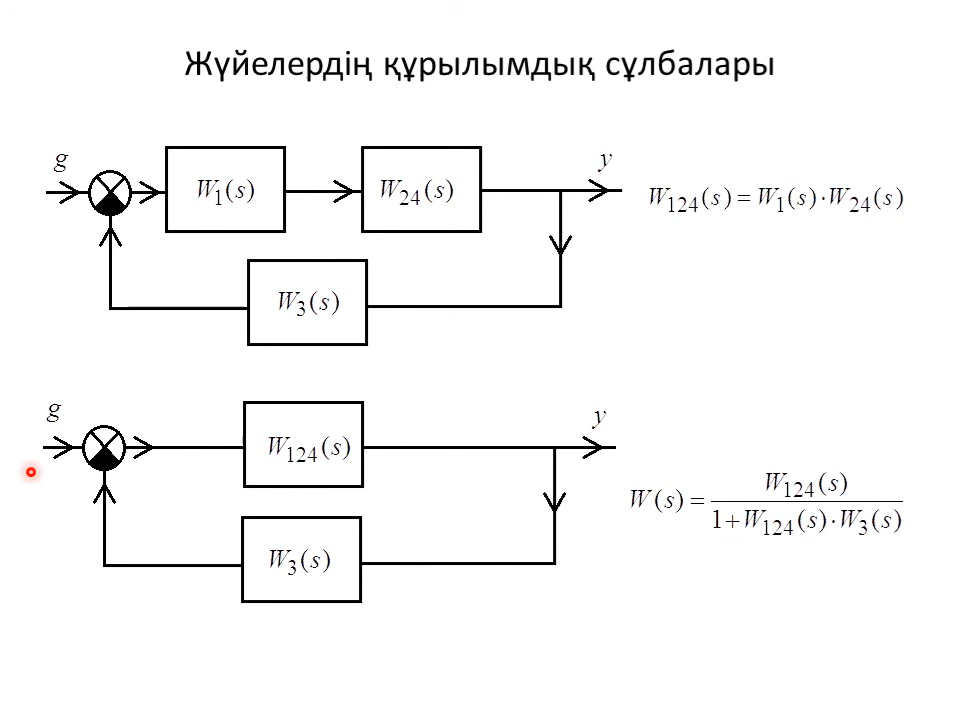 Жүйелердің құрылымдық сұлбалары
g
y
W₁(s)
W₂₄(s)
W₁₂₄(s) = W₁(s)·W₂₄(s)
W₃(s)
g
y
W₁₂₄(s)
W(s) = W₁₂₄(s) / 1+W₁₂₄(s)·W₃(s)
W₃(s)